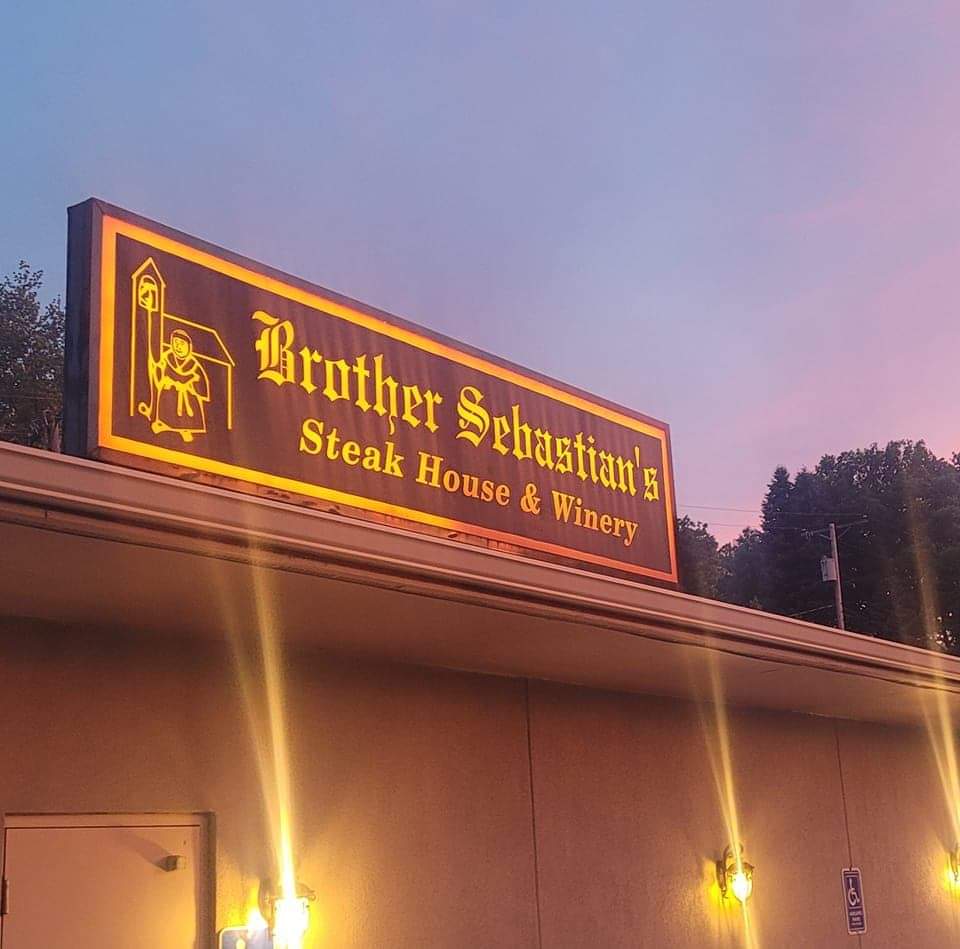 Brother Sebastian's
Steak House & Winery